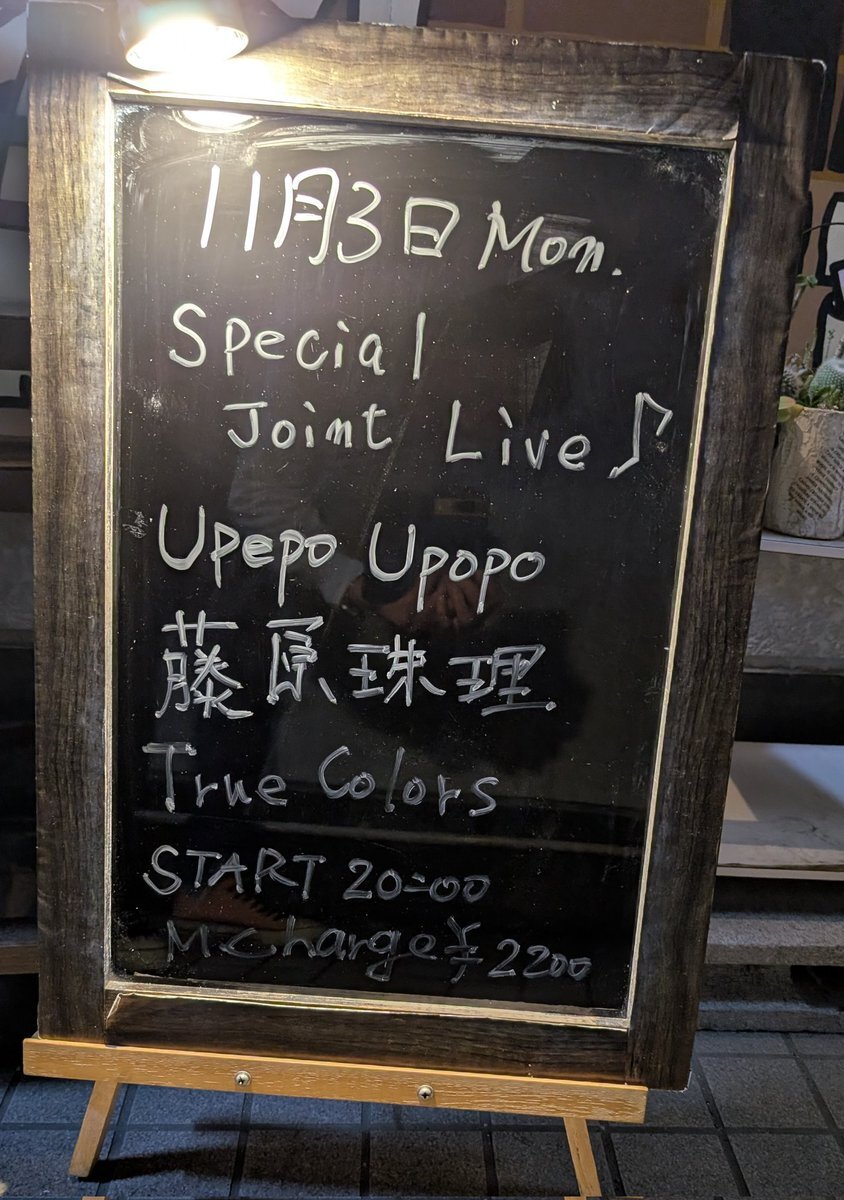 11月3日 Mon.
Special
Joint Live♪
Upepo Upopo
藤原珠理
True Colors
START 20:00
M Charge ¥2200